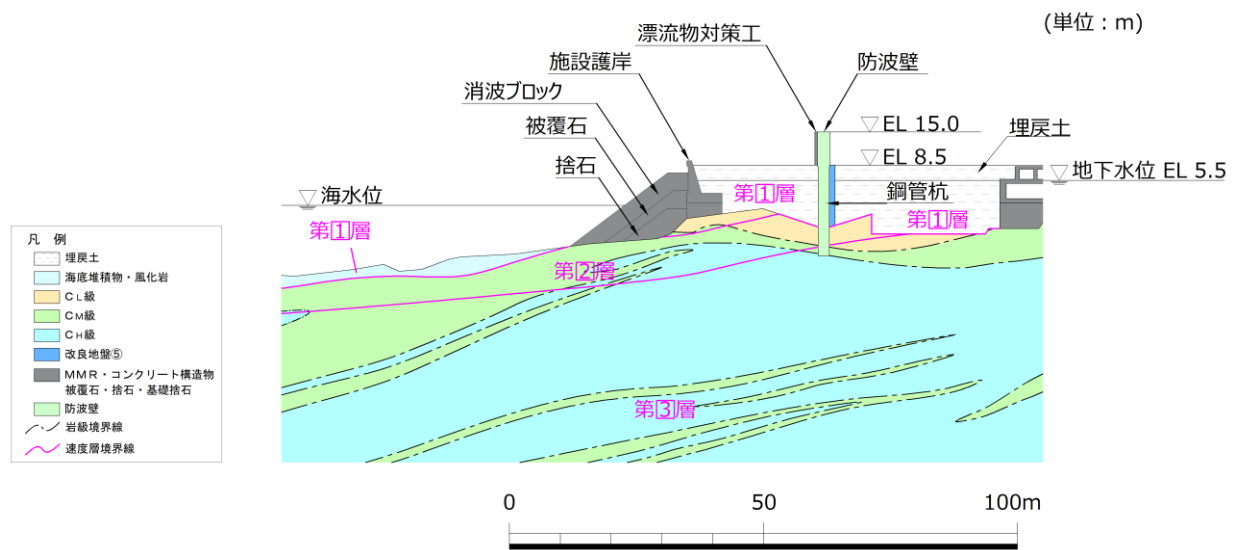 (単位：m)
漂流物対策工
施設護岸
防波壁
消波ブロック
▽ EL 15.0
埋戻土
被覆石
▽ EL 8.5
地下水位 EL 5.5
捨石
第1層
鋼管杭
▽ 海水位
第1層
第1層
第2層
第3層
凡 例
埋戻土
海底堆積物・風化岩
CL級
CM級
CH級
改良地盤⑤
MMR・コンクリート構造物
被覆石・捨石・基礎捨石
防波壁
岩級境界線
速度層境界線
0 50 100m